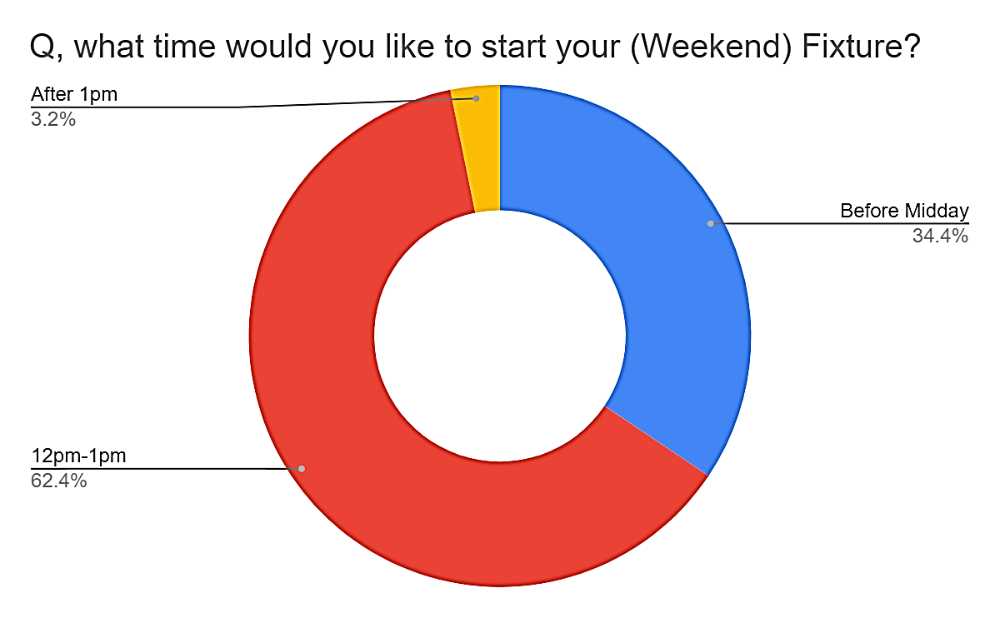 Q, what time would you like to start your (Weekend) Fixture?
After 1pm
3.2%
Before Midday
34.4%
12pm-1pm
62.4%